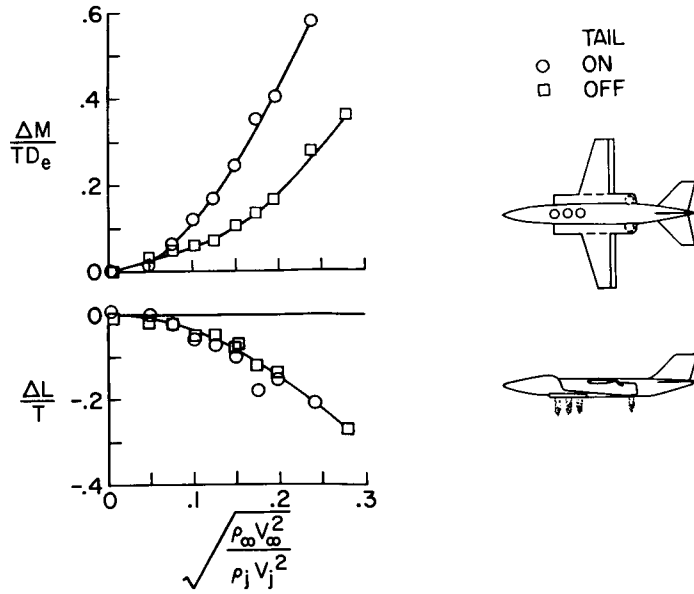 .6
.4
.2
0
ΔM
TDe
0
-.2
-.4
ΔL
T
0 .1 .2 .3
√ρ∞V∞²
ρjVj²
TAIL
○ ON
□ OFF